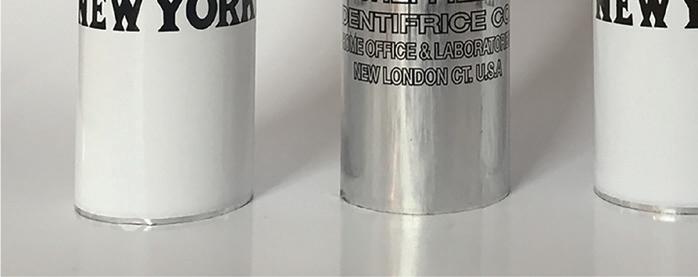 NEW YORK
DENTIFRICE CO
HOME OFFICE & LABORATORIES
NEW LONDON CT. U.S.A
NEW Y